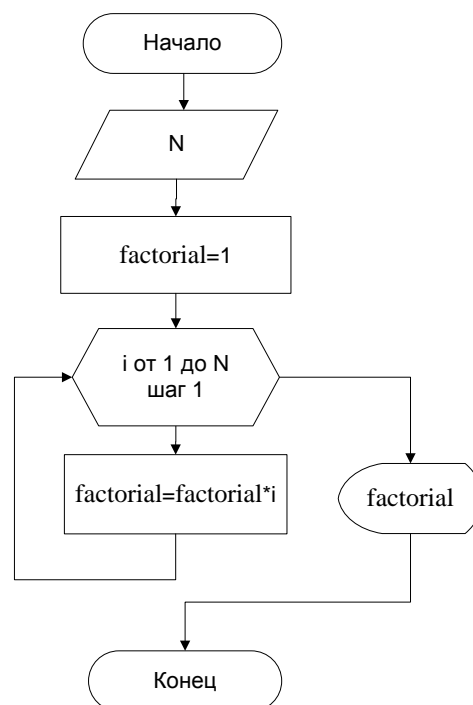 Начало
N
factorial=1
i от 1 до N
шаг 1
factorial=factorial*i
factorial
Конец